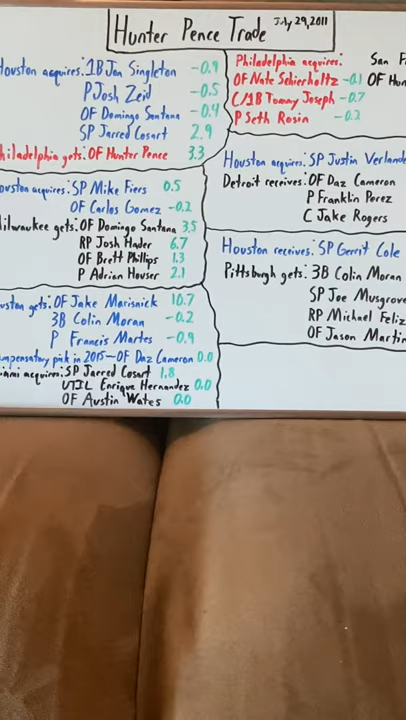 Hunter Pence Trade July 29, 2011
Houston acquires: 1B Jon Singleton -0.9
P Josh Zeid -0.5
OF Domingo Santana -0.4
SP Jarred Cosart 2.9
Philadelphia gets: OF Hunter Pence 3.3
Houston acquires: SP Mike Fiers 0.5
OF Carlos Gomez -0.2
Milwaukee gets: OF Domingo Santana 3.5
RP Josh Hader 6.7
OF Brett Phillips 1.3
P Adrian Houser 2.1
Houston gets: OF Jake Marisnick 10.7
3B Colin Moran -0.2
P Francis Martes -0.9
Compensatory pick in 2015-OF Daz Cameron 0.0
Miami acquires: SP Jarred Cosart 1.8
UTIL Enrique Hernandez 0.0
OF Austin Wates 0.0
Philadelphia acquires:
OF Nate Schierholtz -0.1
C/1B Tommy Joseph -0.7
P Seth Rosin -0.2
San F
OF Hun
Houston acquires: SP Justin Verlande
Detroit receives: OF Daz Cameron
P Franklin Perez
C Jake Rogers
Houston receives: SP Gerrit Cole
Pittsburgh gets: 3B Colin Moran
SP Joe Musgrove
RP Michael Feliz
OF Jason Martin